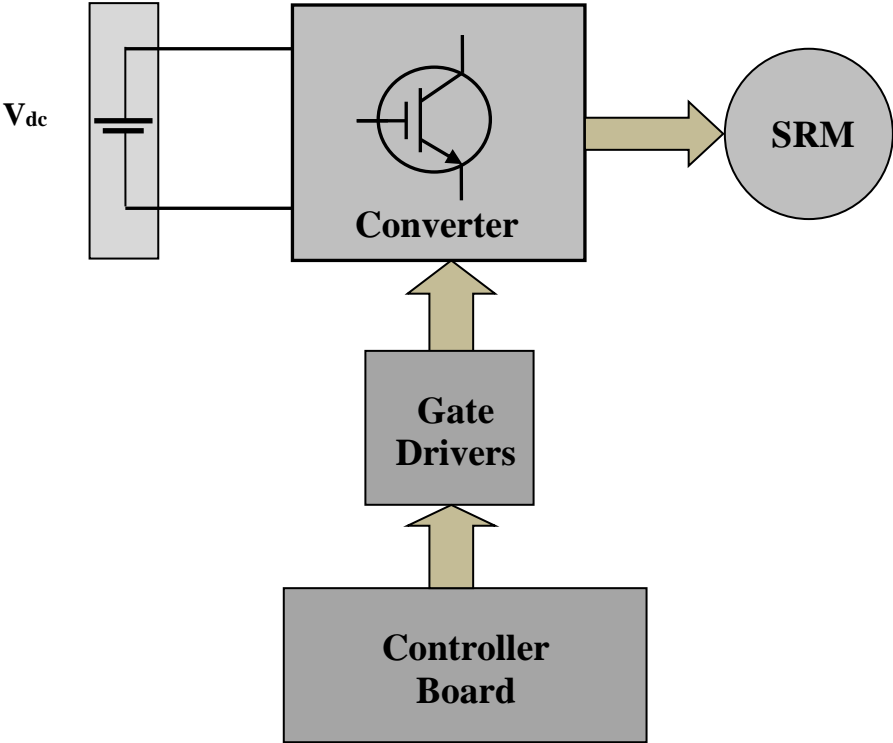 Vdc
Converter
SRM
Gate
Drivers
Controller
Board